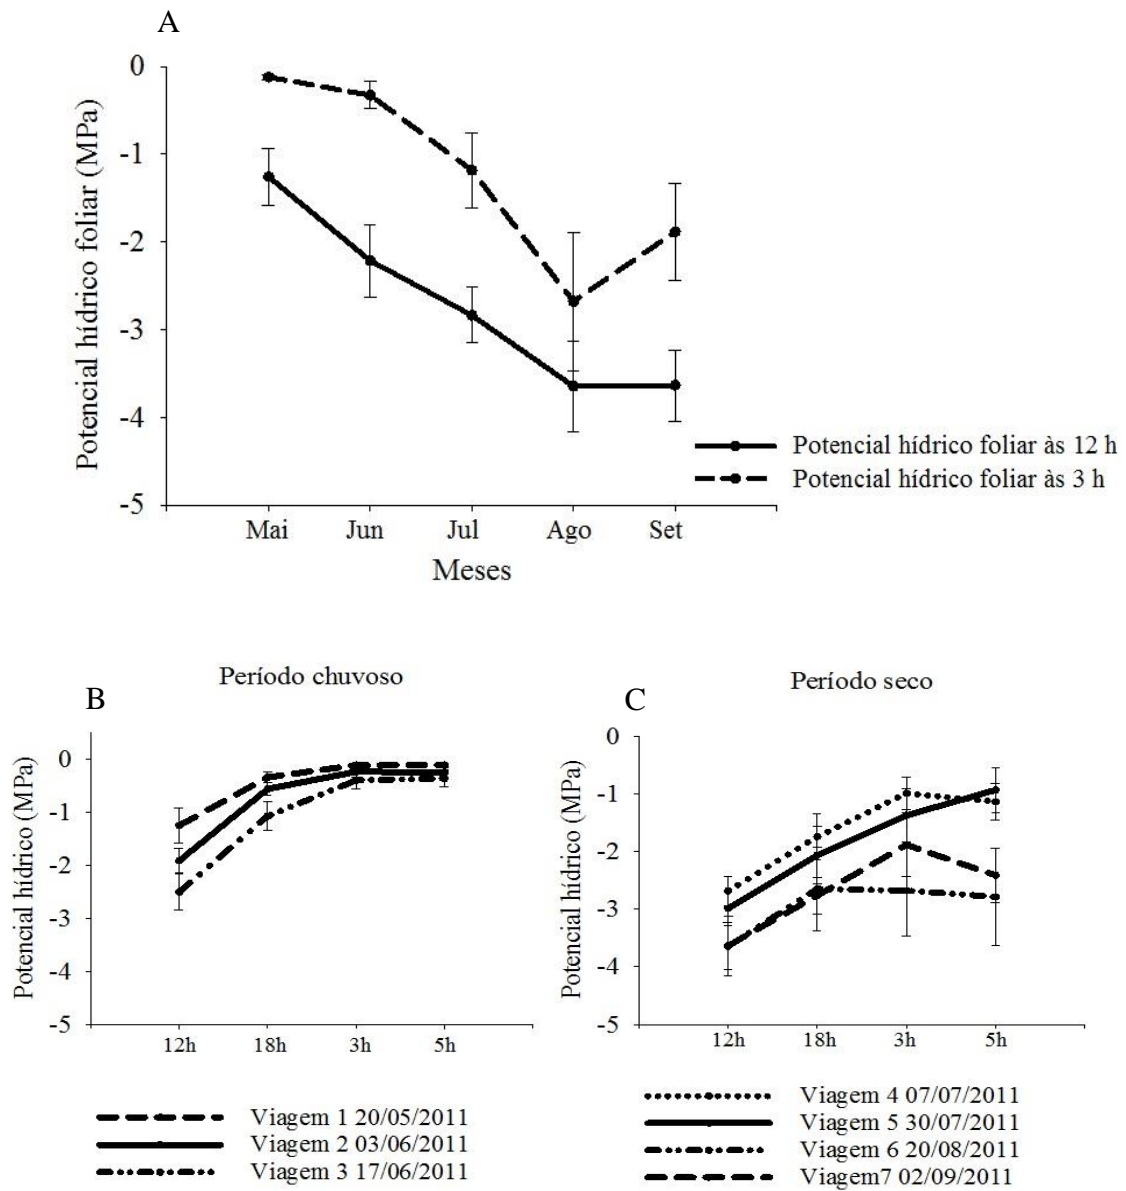 A
0
-1
-2
-3
-4
-5
Potencial hídrico foliar (MPa)
Mai Jun Jul Ago Set
Meses
Potencial hídrico foliar às 12 h
Potencial hídrico foliar às 3 h
Período chuvoso
B
0
-1
-2
-3
-4
-5
Potencial hídrico (MPa)
12h 18h 3h 5h
Viagem 1 20/05/2011
Viagem 2 03/06/2011
Viagem 3 17/06/2011
Período seco
C
0
-1
-2
-3
-4
-5
Potencial hídrico (MPa)
12h 18h 3h 5h
Viagem 4 07/07/2011
Viagem 5 30/07/2011
Viagem 6 20/08/2011
Viagem7 02/09/2011